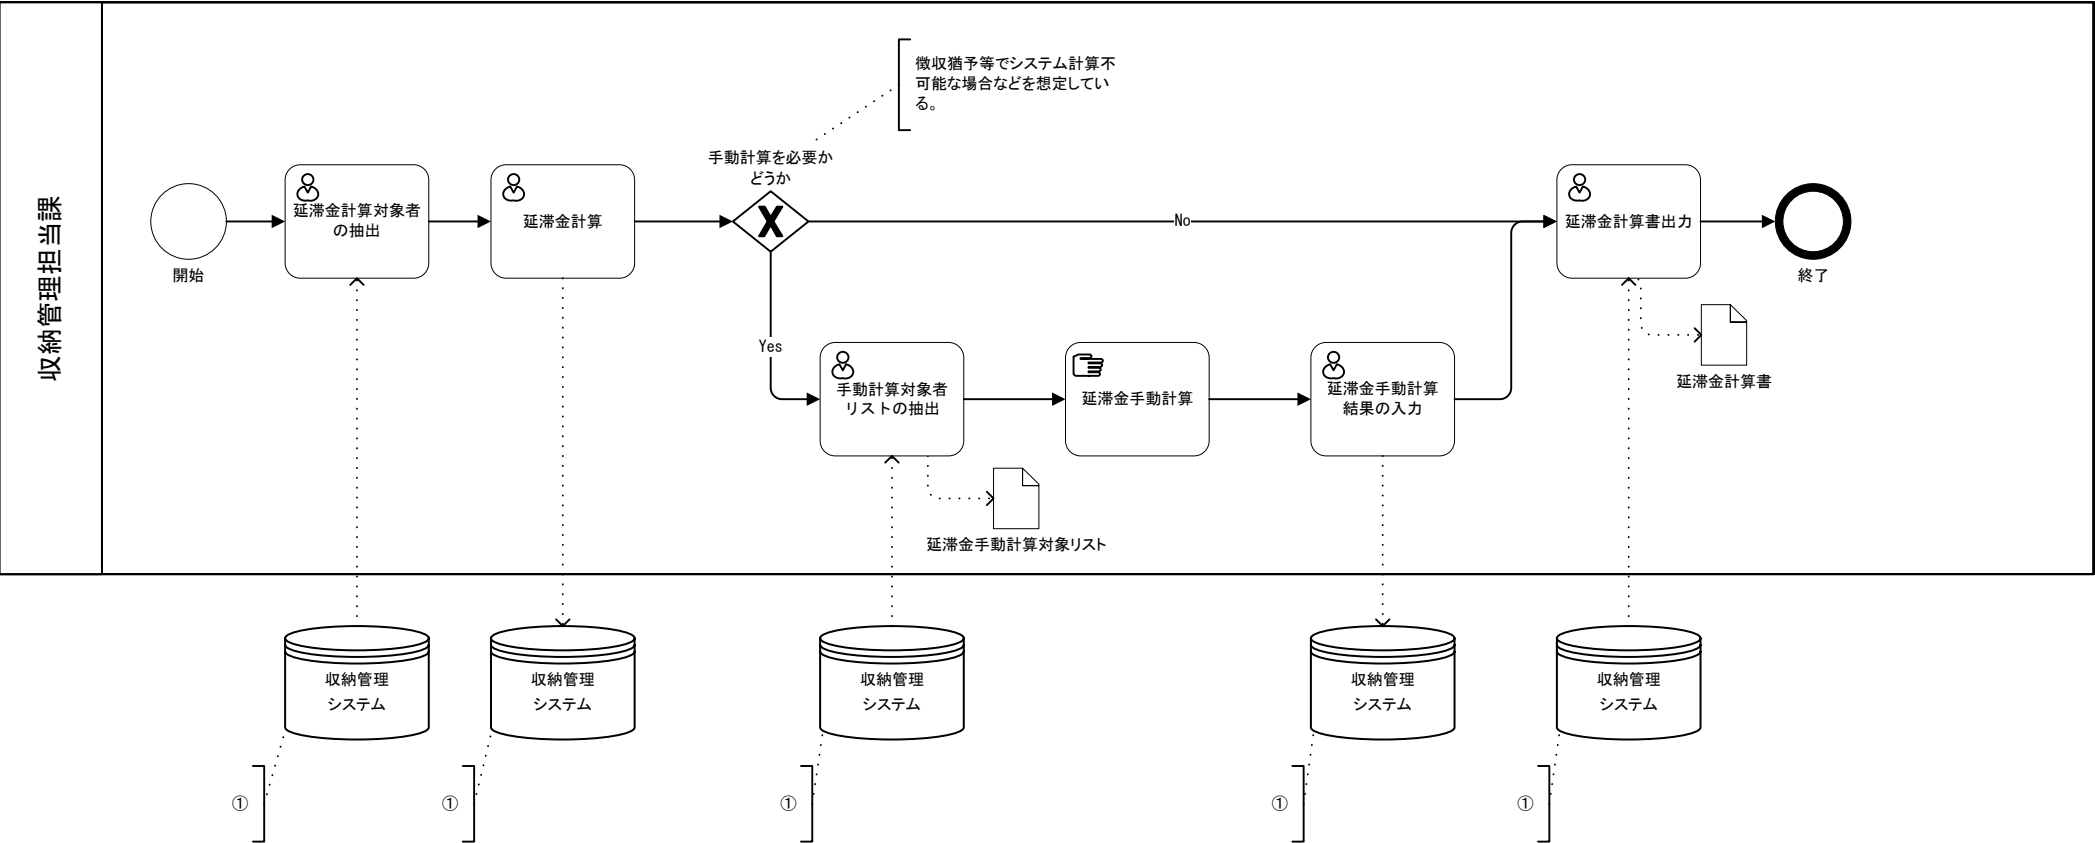 収納管理担当課
徴収猶予等でシステム計算不
可能な場合などを想定してい
る。
手動計算を必要か
どうか
開始
延滞金計算対象者
の抽出
延滞金計算
No
Yes
延滞金計算書出力
終了
延滞金計算書
手動計算対象者
リストの抽出
延滞金手動計算
延滞金手動計算
結果の入力
延滞金手動計算対象リスト
収納管理
システム
収納管理
システム
収納管理
システム
収納管理
システム
収納管理
システム
①
①
①
①
①